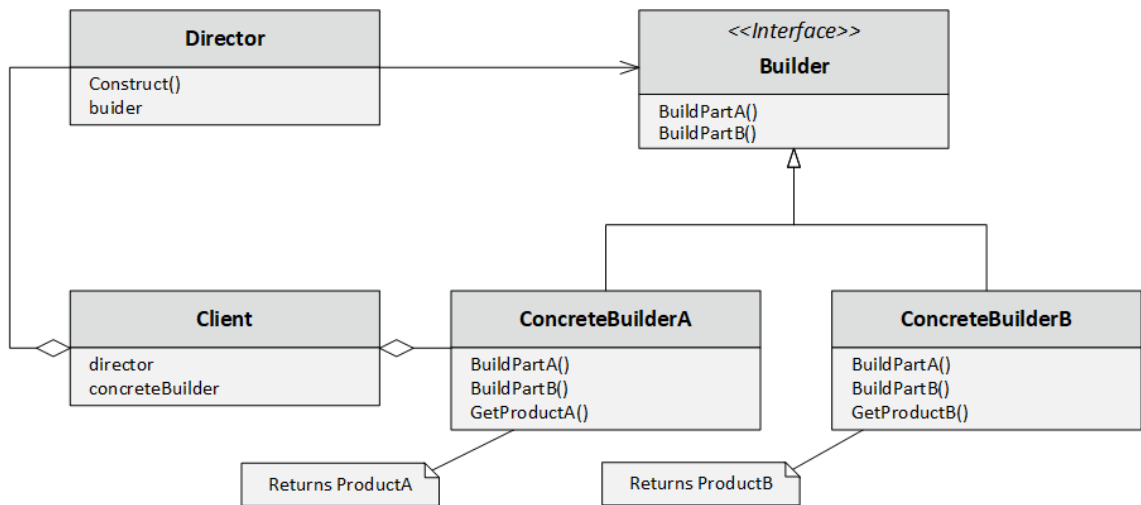 Director
Construct()
buider
<<Interface>>
Builder
BuildPartA()
BuildPartB()
Client
director
concreteBuilder
ConcreteBuilderA
BuildPartA()
BuildPartB()
GetProductA()
ConcreteBuilderB
BuildPartA()
BuildPartB()
GetProductB()
Returns ProductA
Returns ProductB